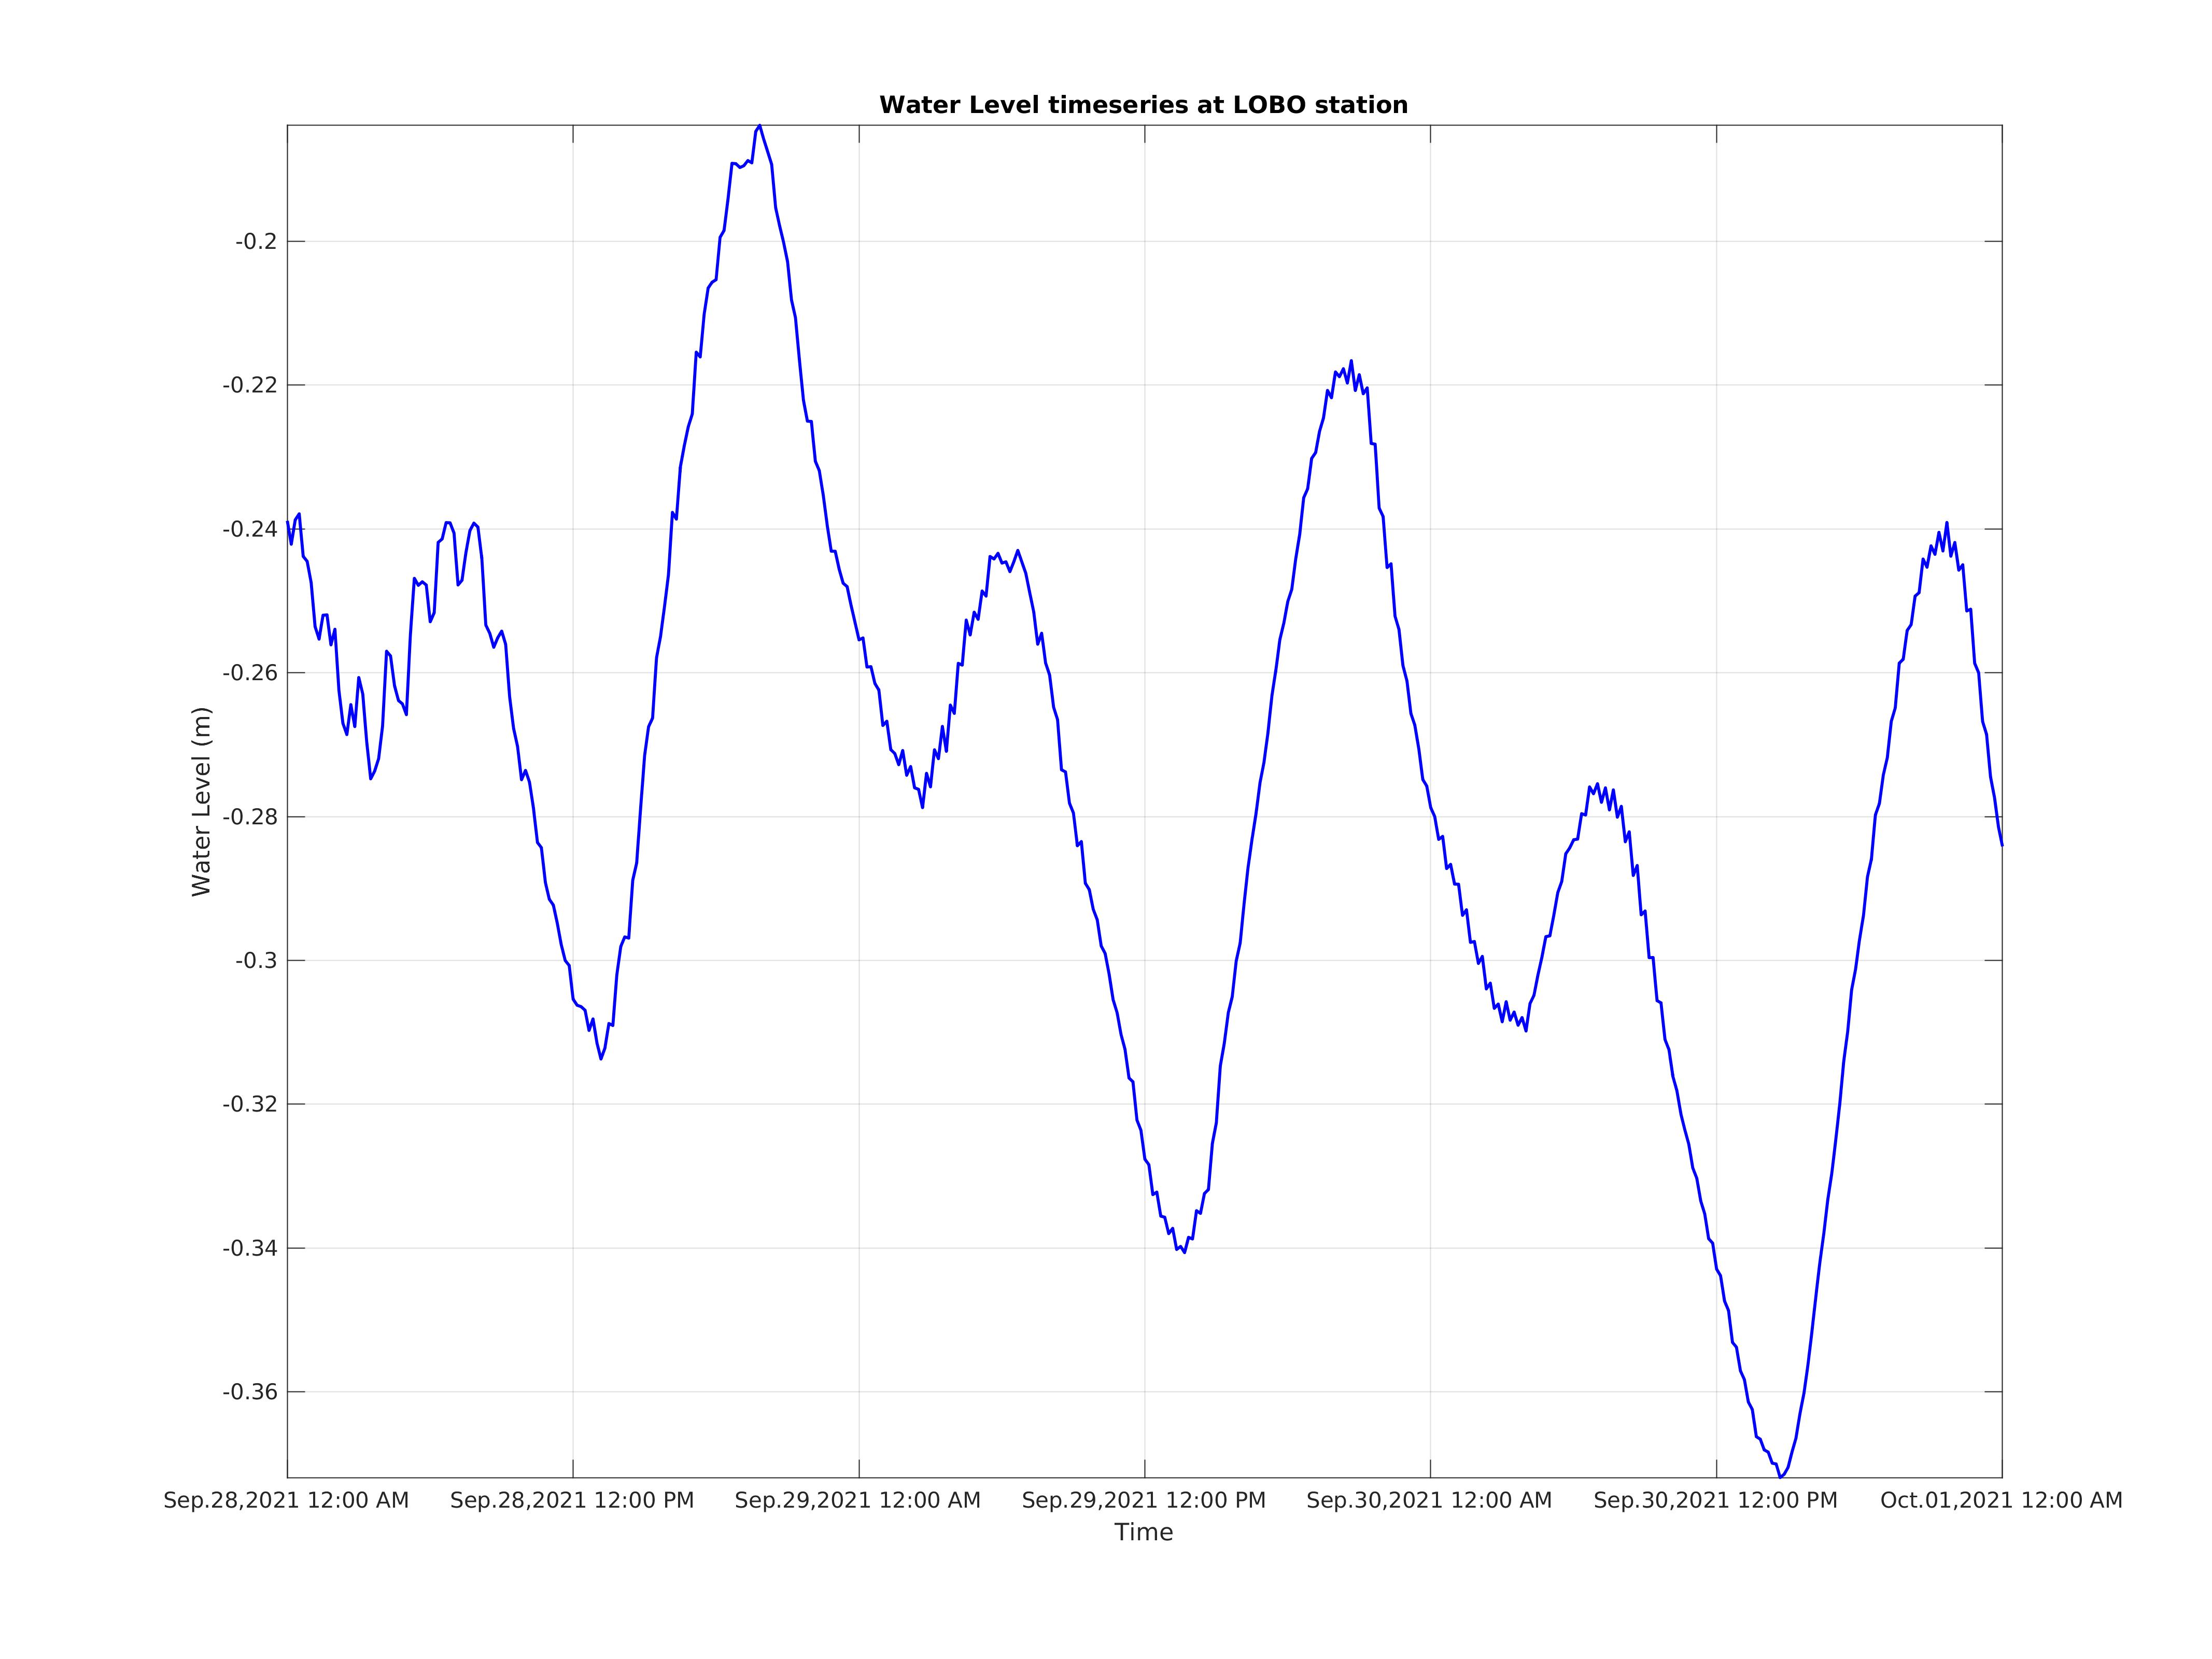 Water Level timeseries at LOBO station
-0.2
-0.22
-0.24
-0.26
-0.28
-0.3
-0.32
-0.34
-0.36
Water Level (m)
Sep.28,2021 12:00 AM Sep.28,2021 12:00 PM Sep.29,2021 12:00 AM Sep.29,2021 12:00 PM Sep.30,2021 12:00 AM Sep.30,2021 12:00 PM Oct.01,2021 12:00 AM
Time